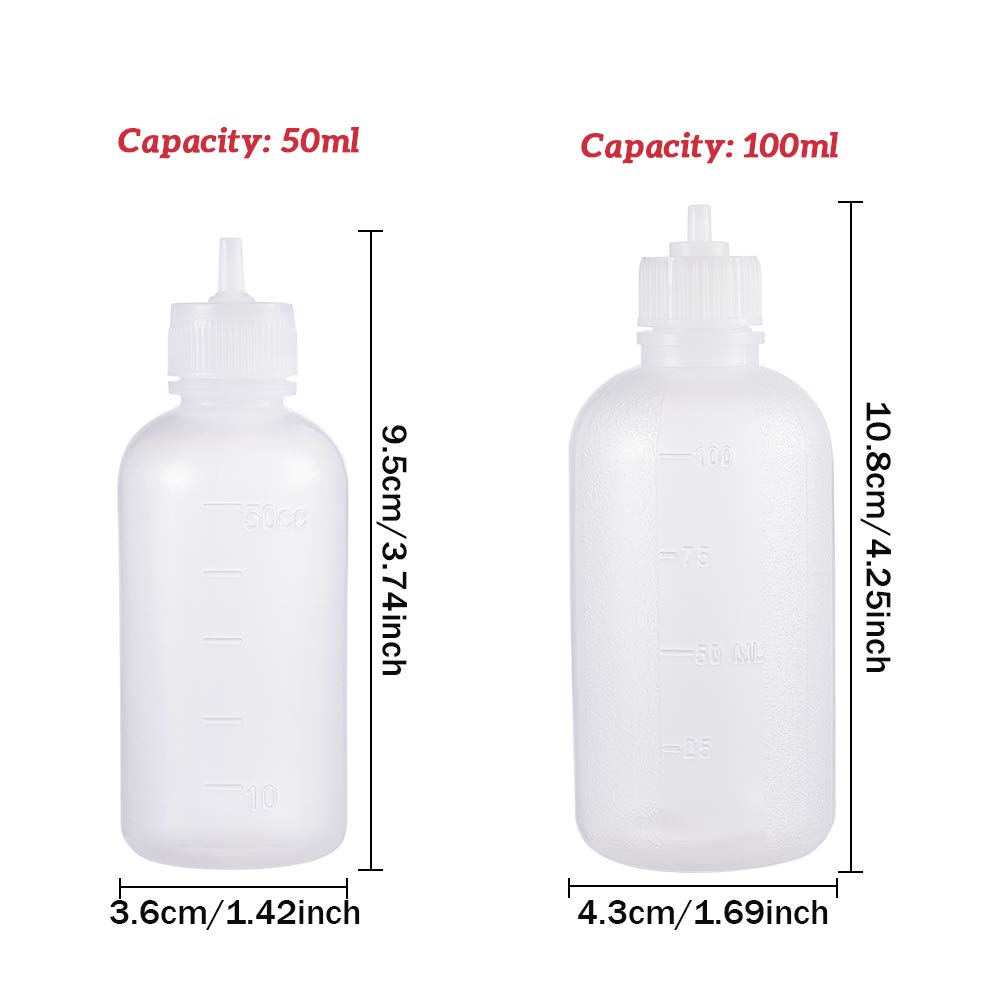 Capacity: 50ml
Capacity: 100ml
50cc
10
9.5cm/3.74inch
3.6cm/1.42inch
100
75
50 ML
25
10.8cm/4.25inch
4.3cm/1.69inch